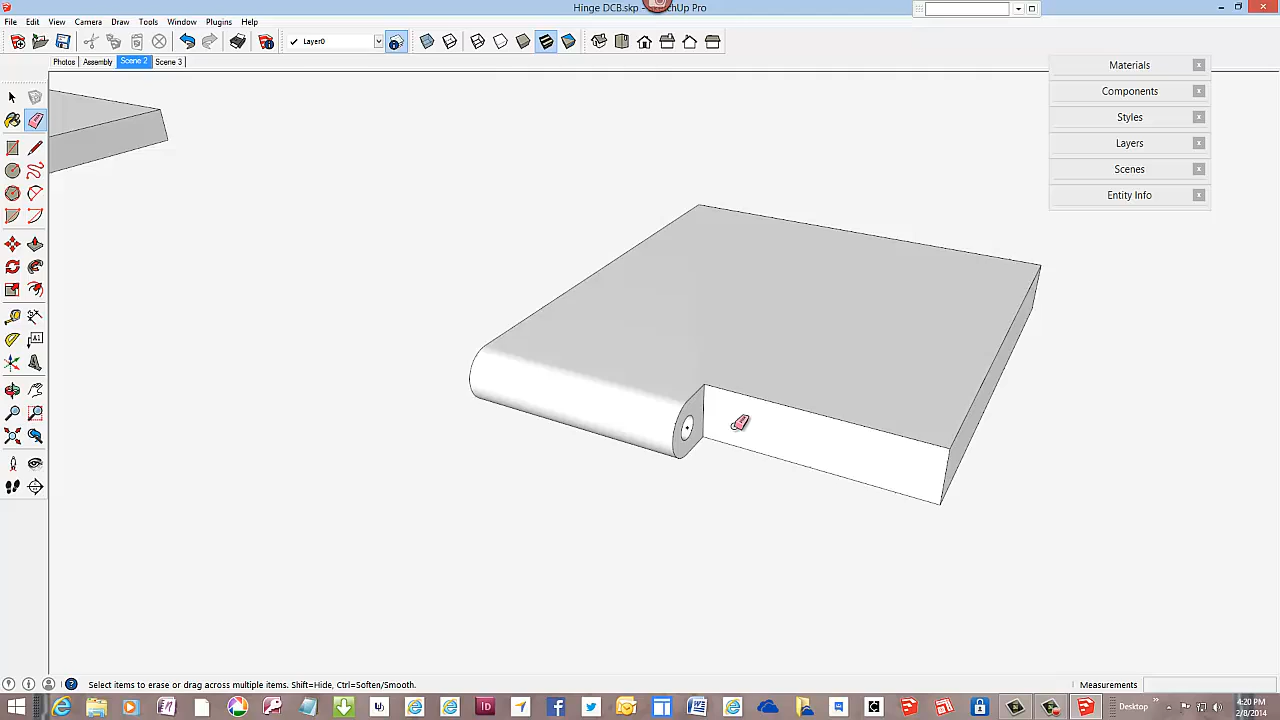 Hinge DCB.skp - SketchUp Pro
File Edit View Camera Draw Tools Window Plugins Help
Layer0
Photos Assembly Scene 2 Scene 3
Materials
Components
Styles
Layers
Scenes
Entity Info
Select items to erase or drag across multiple items. Shift=Hide, Ctrl=Soften/Smooth.
Measurements
Desktop
4:20 PM
2/8/2014